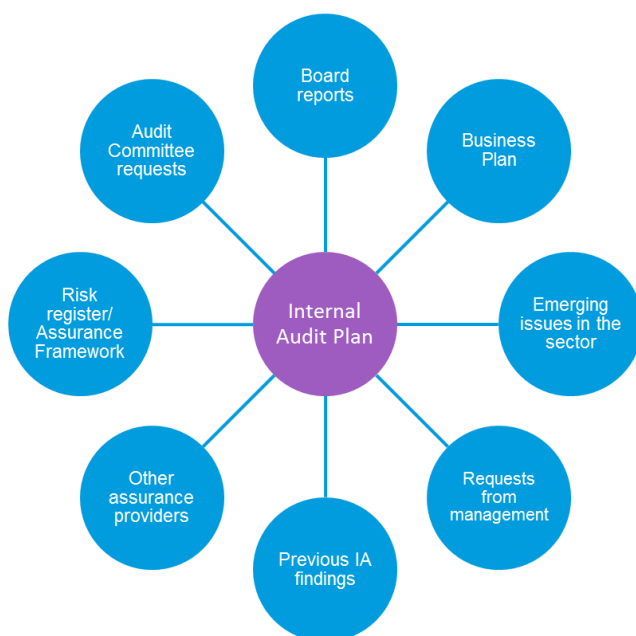 Board
reports
Audit
Committee
requests
Business
Plan
Risk
register/
Assurance
Framework
Internal
Audit Plan
Emerging
issues in the
sector
Other
assurance
providers
Requests
from
management
Previous IA
findings